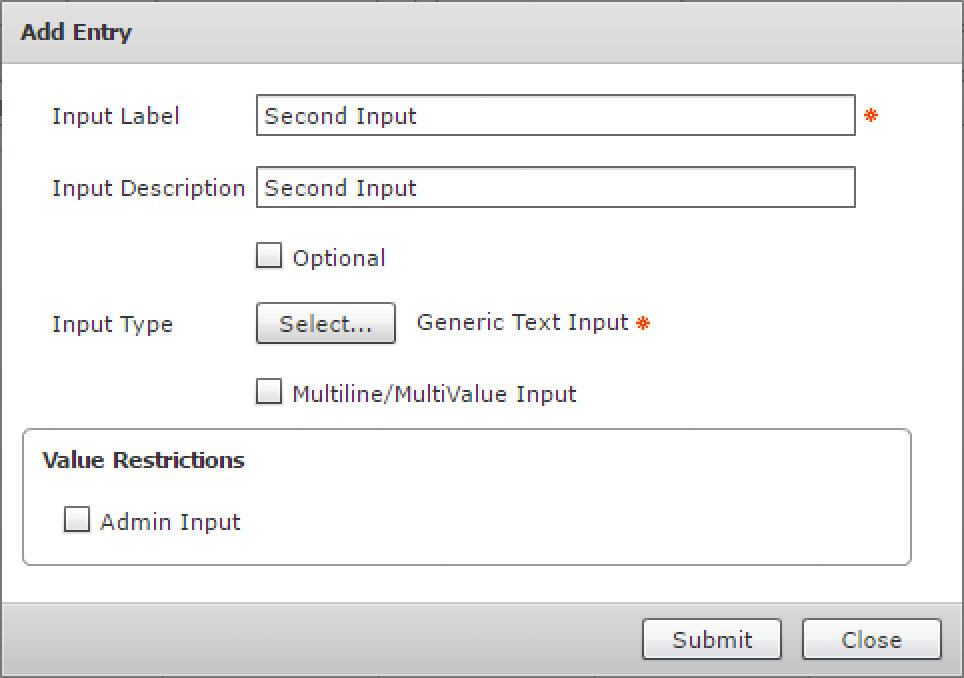 Add Entry
Input Label Second Input *
Input Description Second Input
Optional
Input Type Select... Generic Text Input *
Multiline/MultiValue Input
Value Restrictions
Admin Input
Submit Close